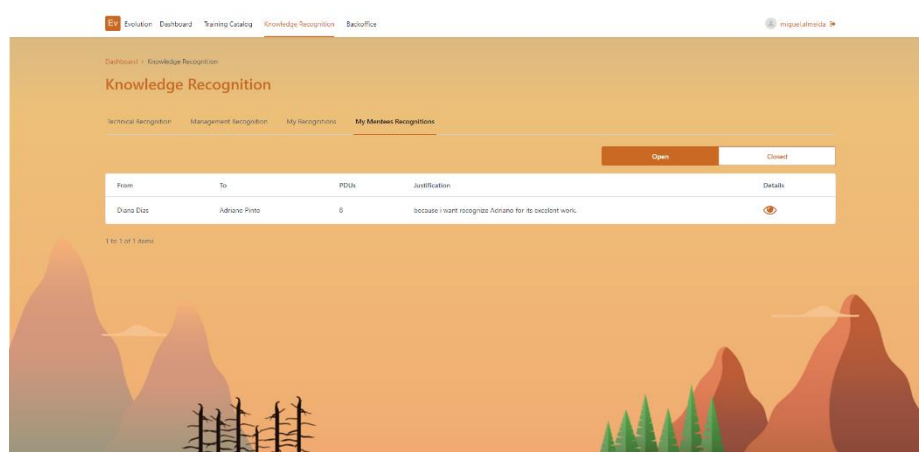 Ev Evolution Dashboard Training Catalog Knowledge Recognition Backoffice miguel.almeida
Dashboard > Knowledge Recognition
Knowledge Recognition
Technical Recognition Management Recognition My Recognitions My Mentees Recognitions
Open Closed
From To PDUs Justification Details
Diana Dias Adriano Pinto 8 because i want recognize Adriano for its excelent work.
1 to 1 of 1 items